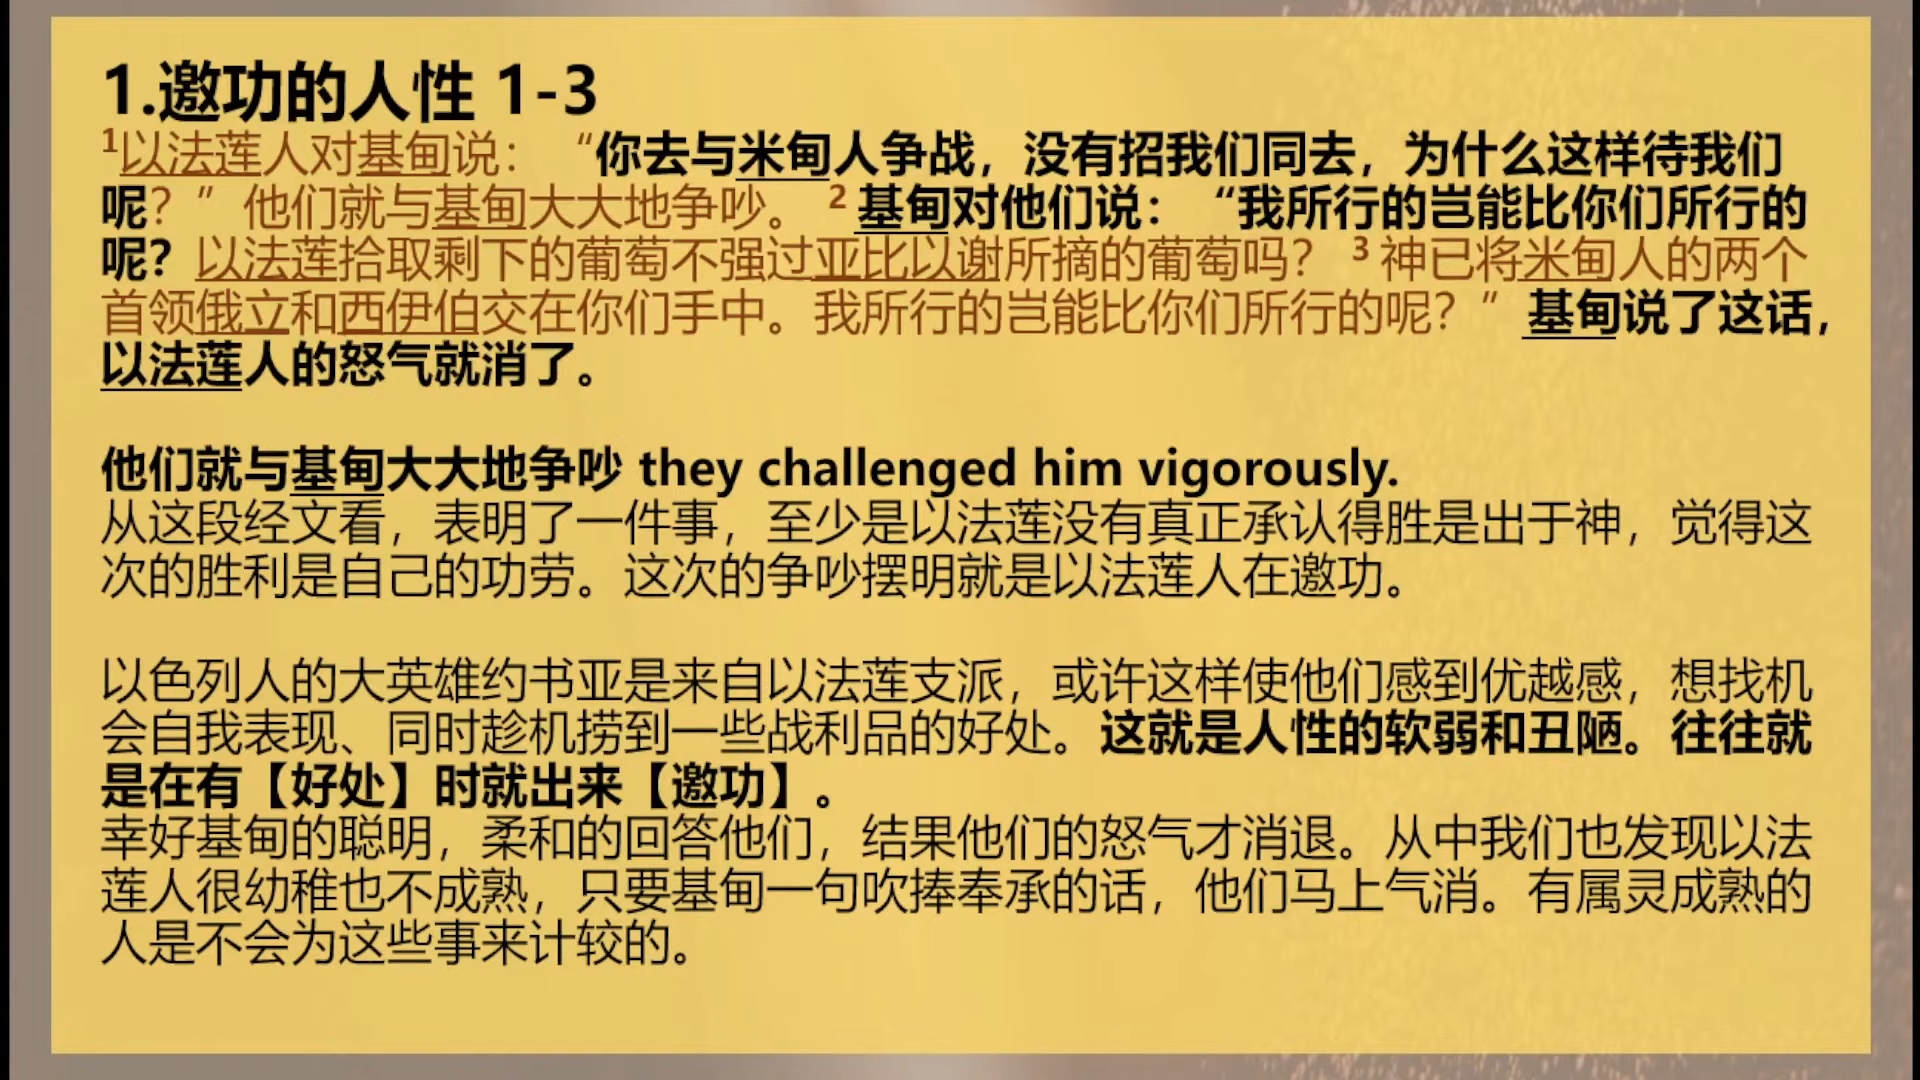 1.邀功的人性 1-3
1以法莲人对基甸说：“你去与米甸人争战，没有招我们同去，为什么这样待我们
呢？”他们就与基甸大大地争吵。 2 基甸对他们说：“我所行的岂能比你们所行的
呢？以法莲拾取剩下的葡萄不强过亚比以谢所摘的葡萄吗？ 3 神已将米甸人的两个
首领俄立和西伊伯交在你们手中。我所行的岂能比你们所行的呢？”基甸说了这话，
以法莲人的怒气就消了。
他们就与基甸大大地争吵 they challenged him vigorously.
从这段经文看，表明了一件事，至少是以法莲没有真正承认得胜是出于神，觉得这
次的胜利是自己的功劳。这次的争吵摆明就是以法莲人在邀功。
以色列人的大英雄约书亚是来自以法莲支派，或许这样使他们感到优越感，想找机
会自我表现、同时趁机捞到一些战利品的好处。这就是人性的软弱和丑陋。往往就
是在有【好处】时就出来【邀功】。
幸好基甸的聪明，柔和的回答他们，结果他们的怒气才消退。从中我们也发现以法
莲人很幼稚也不成熟，只要基甸一句吹捧奉承的话，他们马上气消。有属灵成熟的
人是不会为这些事来计较的。